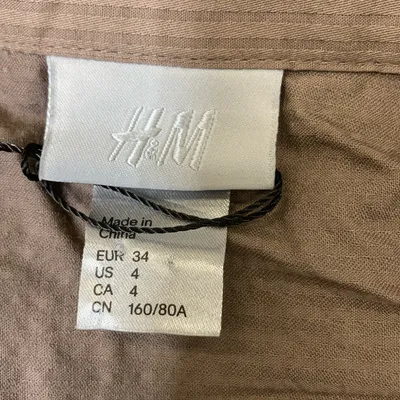 H&M
Made in
China
EUR 34
US 4
CA 4
CN 160/80A